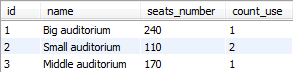 id name seats_number count_use
1 Big auditorium 240 1
2 Small auditorium 110 2
3 Middle auditorium 170 1